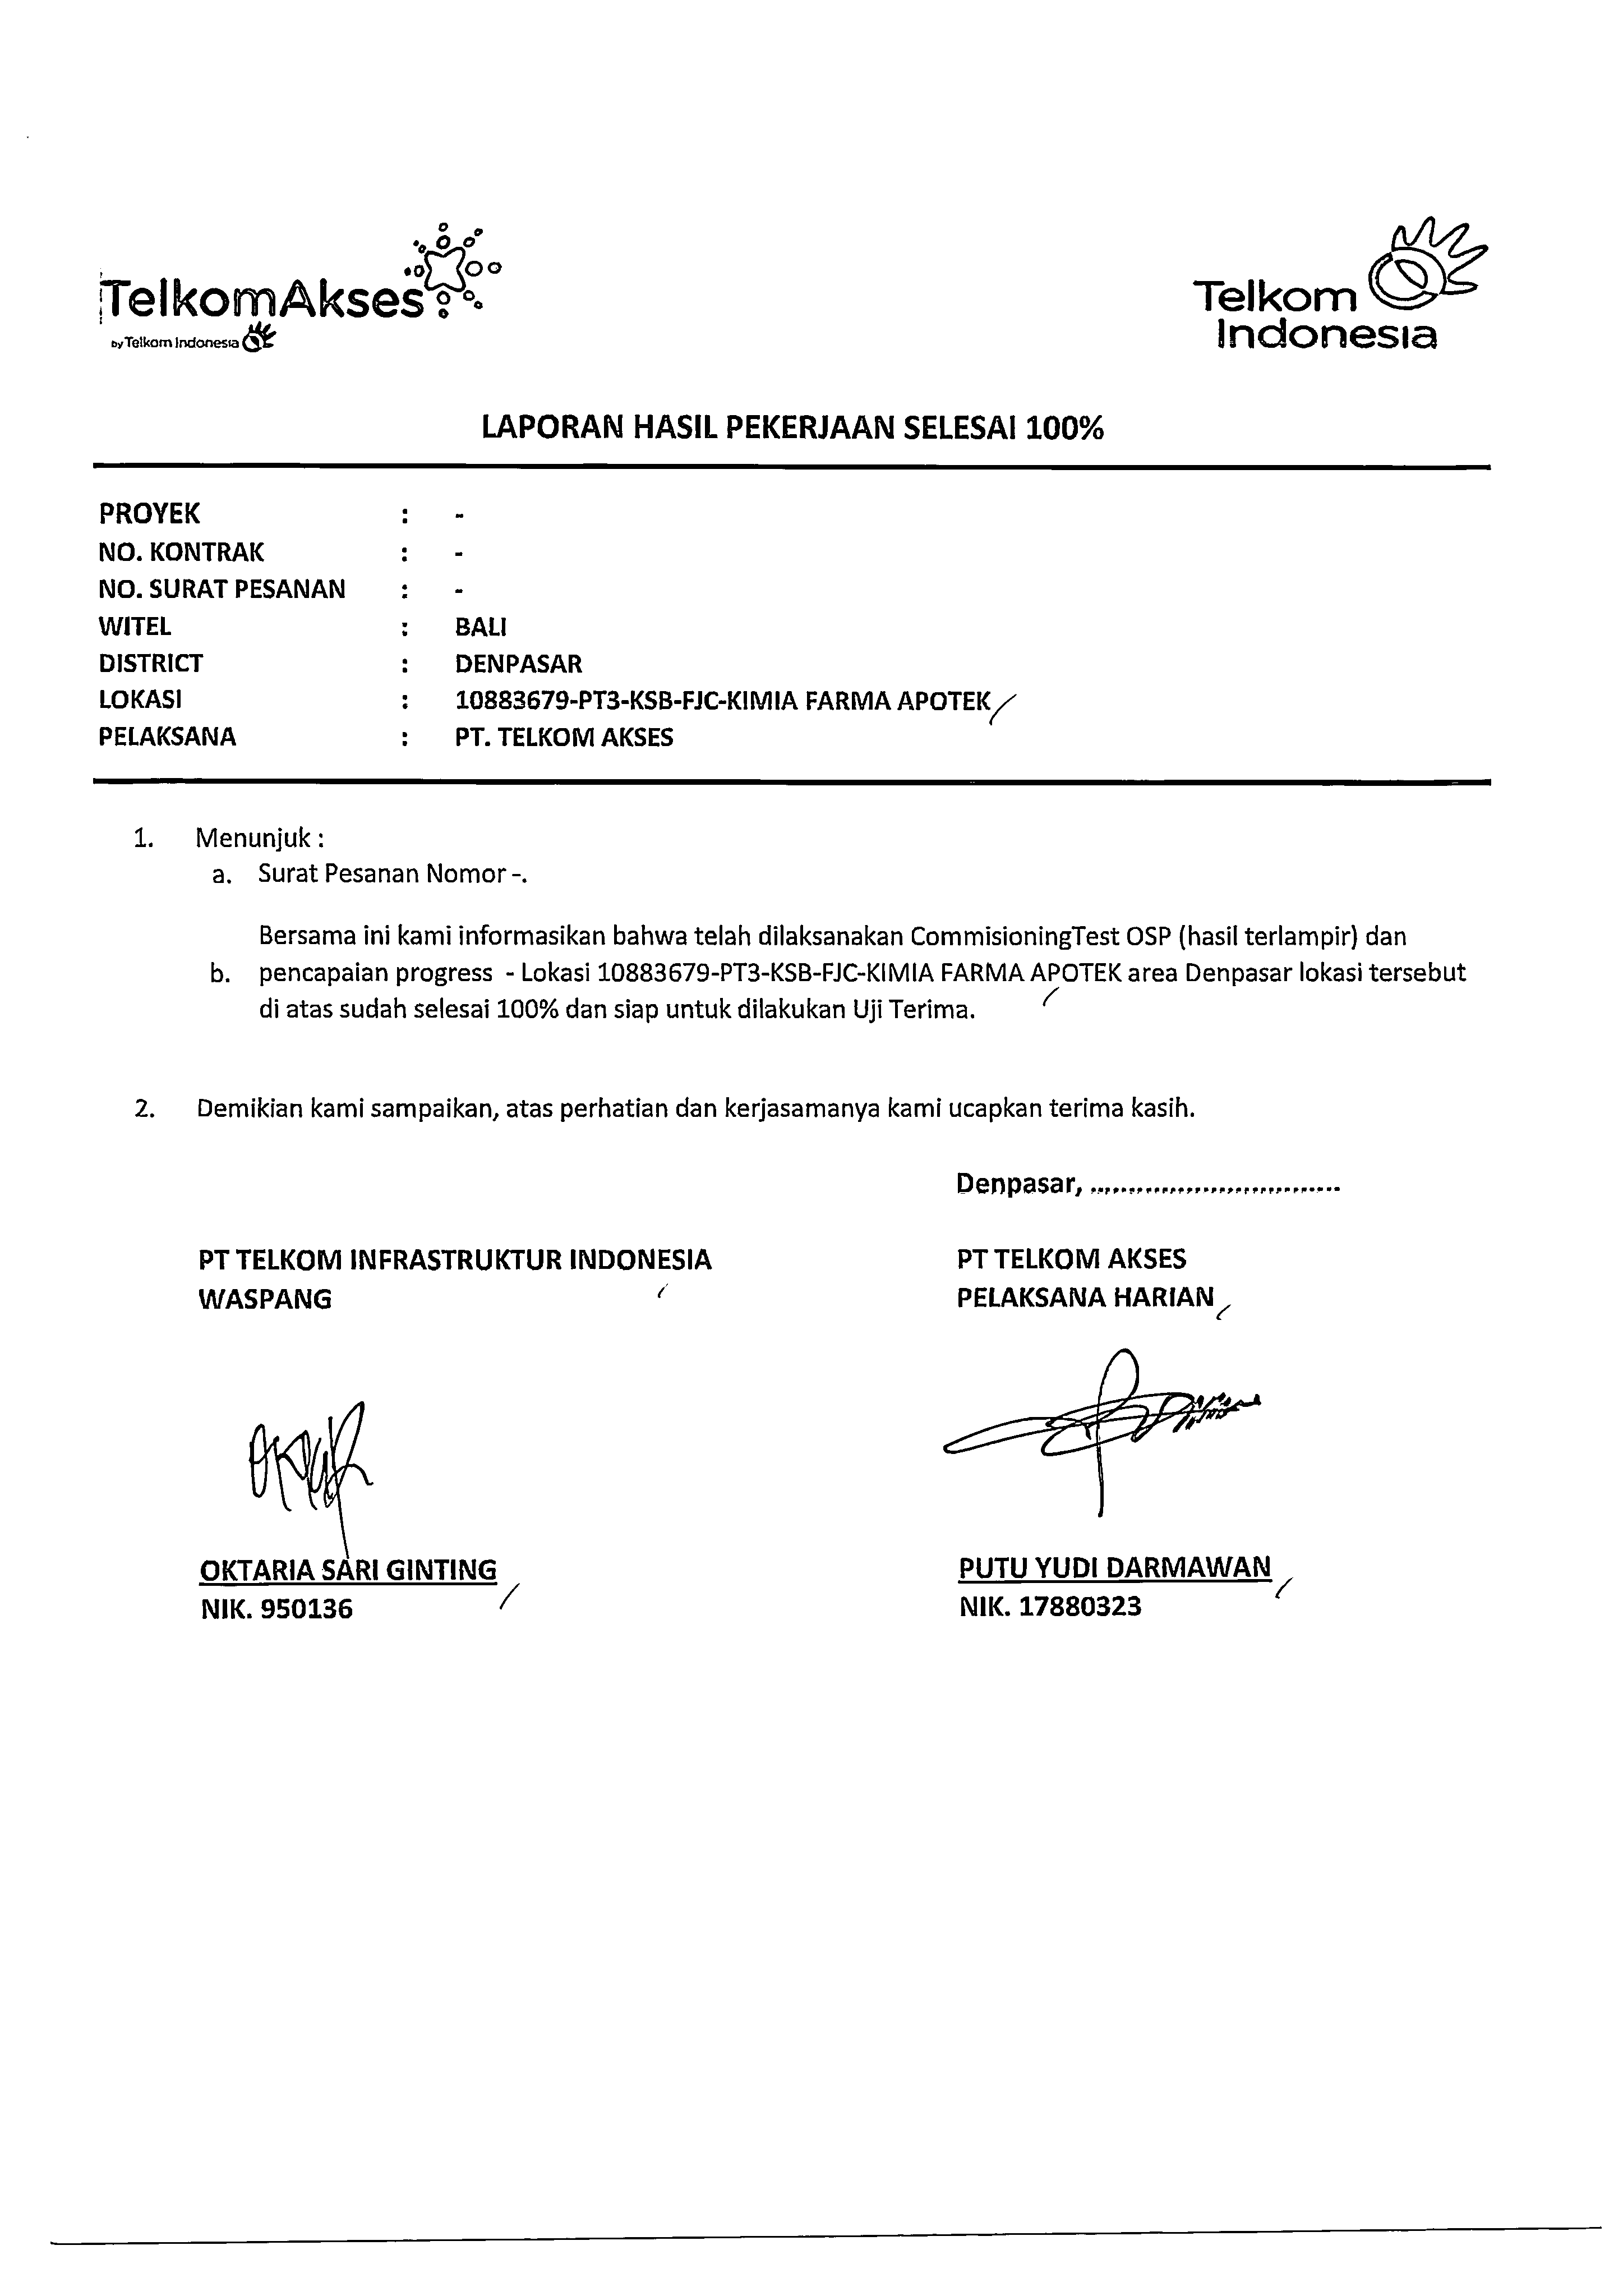 TelkomAkses
by Telkom Indonesia
Telkom
Indonesia
LAPORAN HASIL PEKERJAAN SELESAI 100%
PROYEK : -
NO. KONTRAK : -
NO. SURAT PESANAN : -
WITEL : BALI
DISTRICT : DENPASAR
LOKASI : 10883679-PT3-KSB-FJC-KIMIA FARMA APOTEK
PELAKSANA : PT. TELKOM AKSES
1. Menunjuk :
a. Surat Pesanan Nomor -.
Bersama ini kami informasikan bahwa telah dilaksanakan CommisioningTest OSP (hasil terlampir) dan
b. pencapaian progress - Lokasi 10883679-PT3-KSB-FJC-KIMIA FARMA APOTEK area Denpasar lokasi tersebut
di atas sudah selesai 100% dan siap untuk dilakukan Uji Terima.
2. Demikian kami sampaikan, atas perhatian dan kerjasamanya kami ucapkan terima kasih.
Denpasar, ................................
PT TELKOM INFRASTRUKTUR INDONESIA
WASPANG
PT TELKOM AKSES
PELAKSANA HARIAN
OKTARIA SARI GINTING
NIK. 950136
PUTU YUDI DARMAWAN
NIK. 17880323